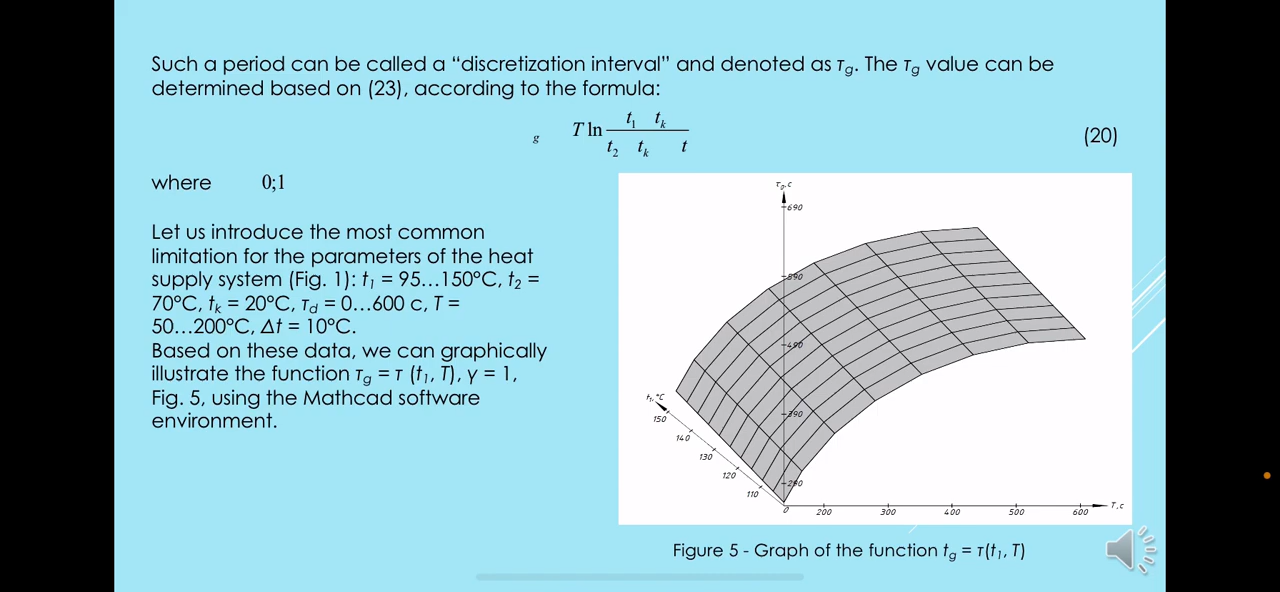 Such a period can be called a “discretization interval” and denoted as τg. The τg value can be
determined based on (23), according to the formula:
g T ln t1 tk / t2 tk t
(20)
where 0;1
Let us introduce the most common
limitation for the parameters of the heat
supply system (Fig. 1): t1 = 95…150°C, t2 =
70°C, tk = 20°C, τd = 0…600 c, T =
50…200°C, Δt = 10°C.
Based on these data, we can graphically
illustrate the function τg = τ (t1, T), γ = 1,
Fig. 5, using the Mathcad software
environment.
τg,c
690
590
490
390
290
t1,°C
150
140
130
120
110
0 200 300 400 500 600 T,c
Figure 5 - Graph of the function tg = τ(t1, T)